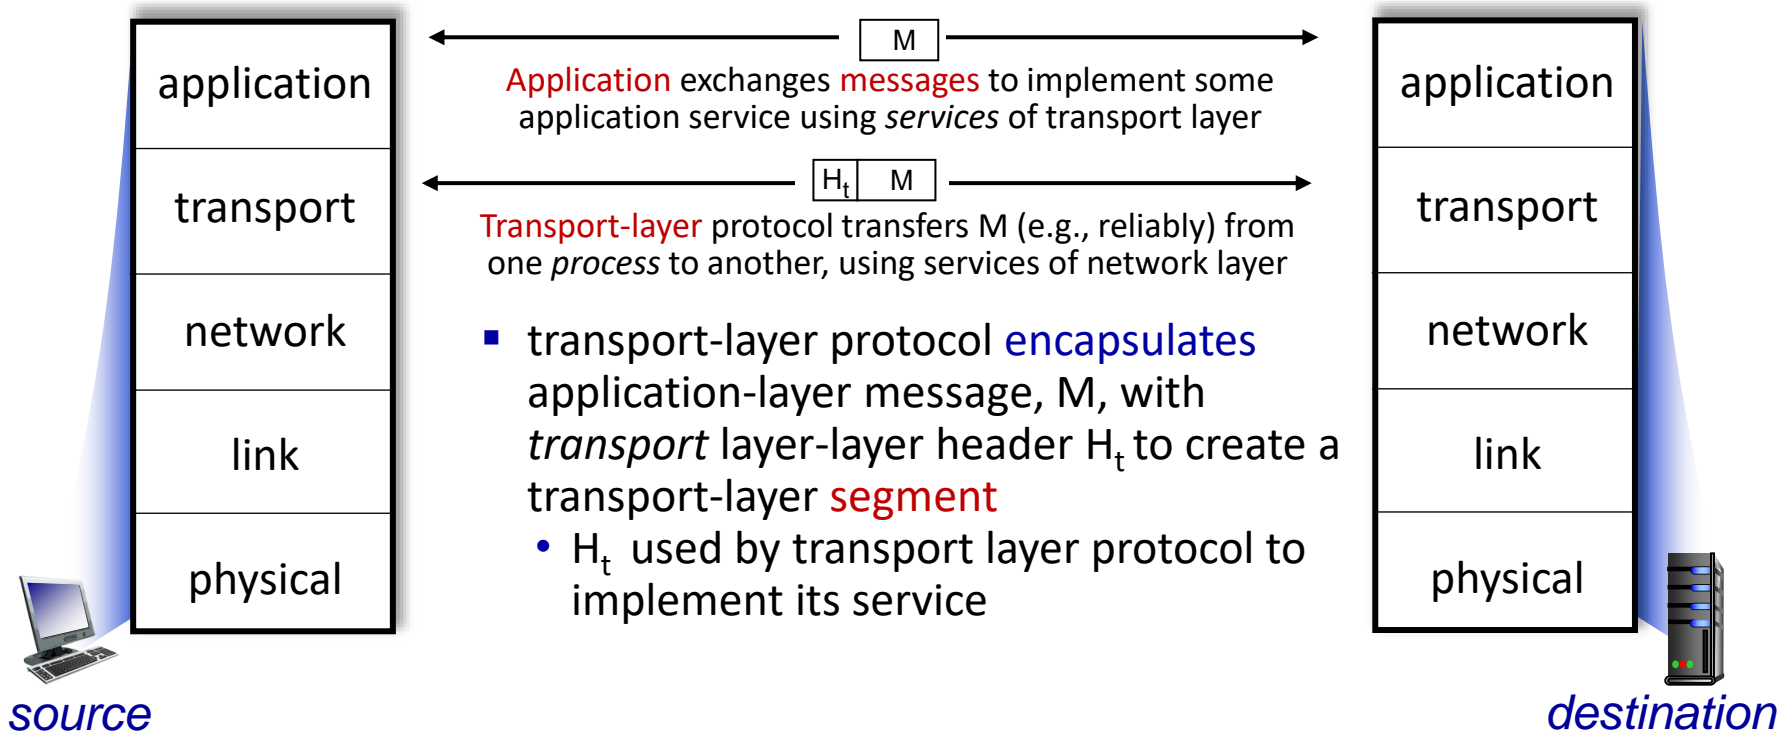 application
transport
network
link
physical
source
M
Application exchanges messages to implement some
application service using services of transport layer
Ht M
Transport-layer protocol transfers M (e.g., reliably) from
one process to another, using services of network layer
▪ transport-layer protocol encapsulates
application-layer message, M, with
transport layer-layer header Ht to create a
transport-layer segment
• Ht used by transport layer protocol to
implement its service
application
transport
network
link
physical
destination